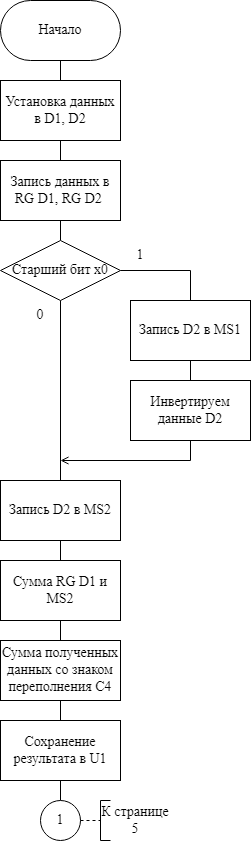 Начало
Установка данных
в D1, D2
Запись данных в
RG D1, RG D2
Старший бит x0
1
0
Запись D2 в MS1
Инвертируем
данные D2
Запись D2 в MS2
Сумма RG D1 и
MS2
Сумма полученных
данных со знаком
переполнения C4
Сохранение
результата в U1
1
К странице
5